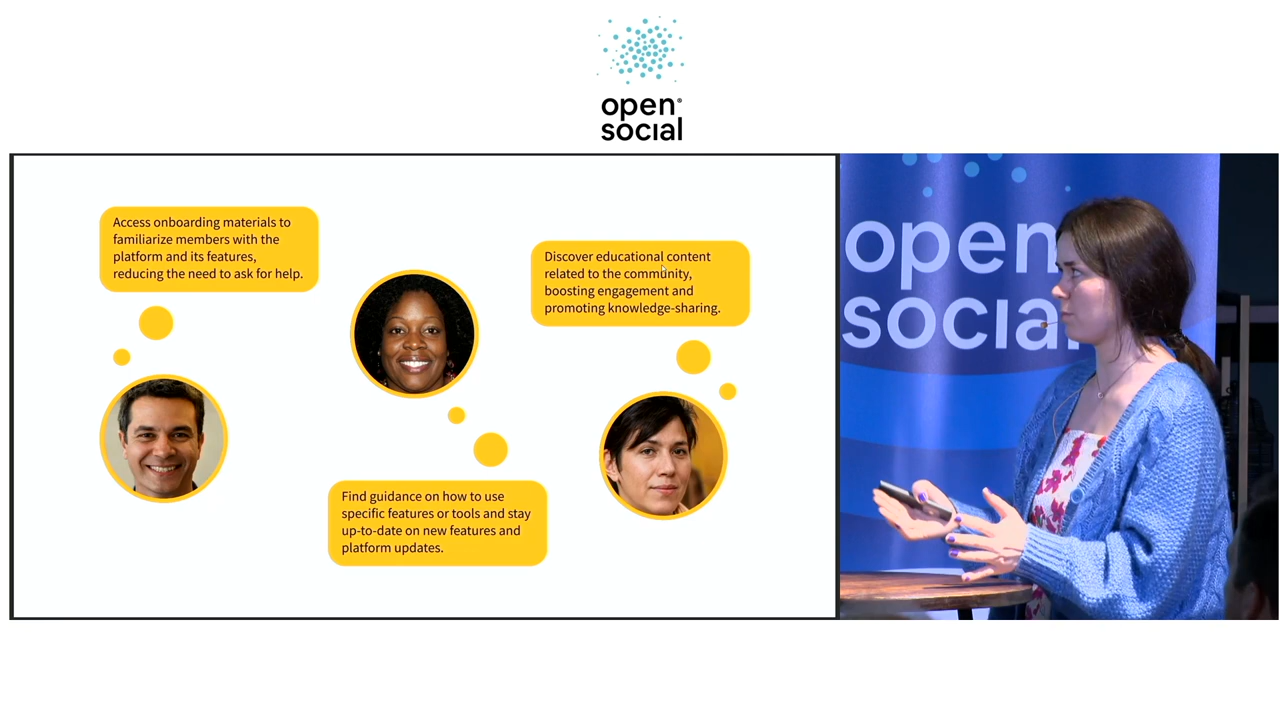 open®
social
Access onboarding materials to
familiarize members with the
platform and its features,
reducing the need to ask for help.
Discover educational content
related to the community,
boosting engagement and
promoting knowledge-sharing.
Find guidance on how to use
specific features or tools and stay
up-to-date on new features and
platform updates.
open
social